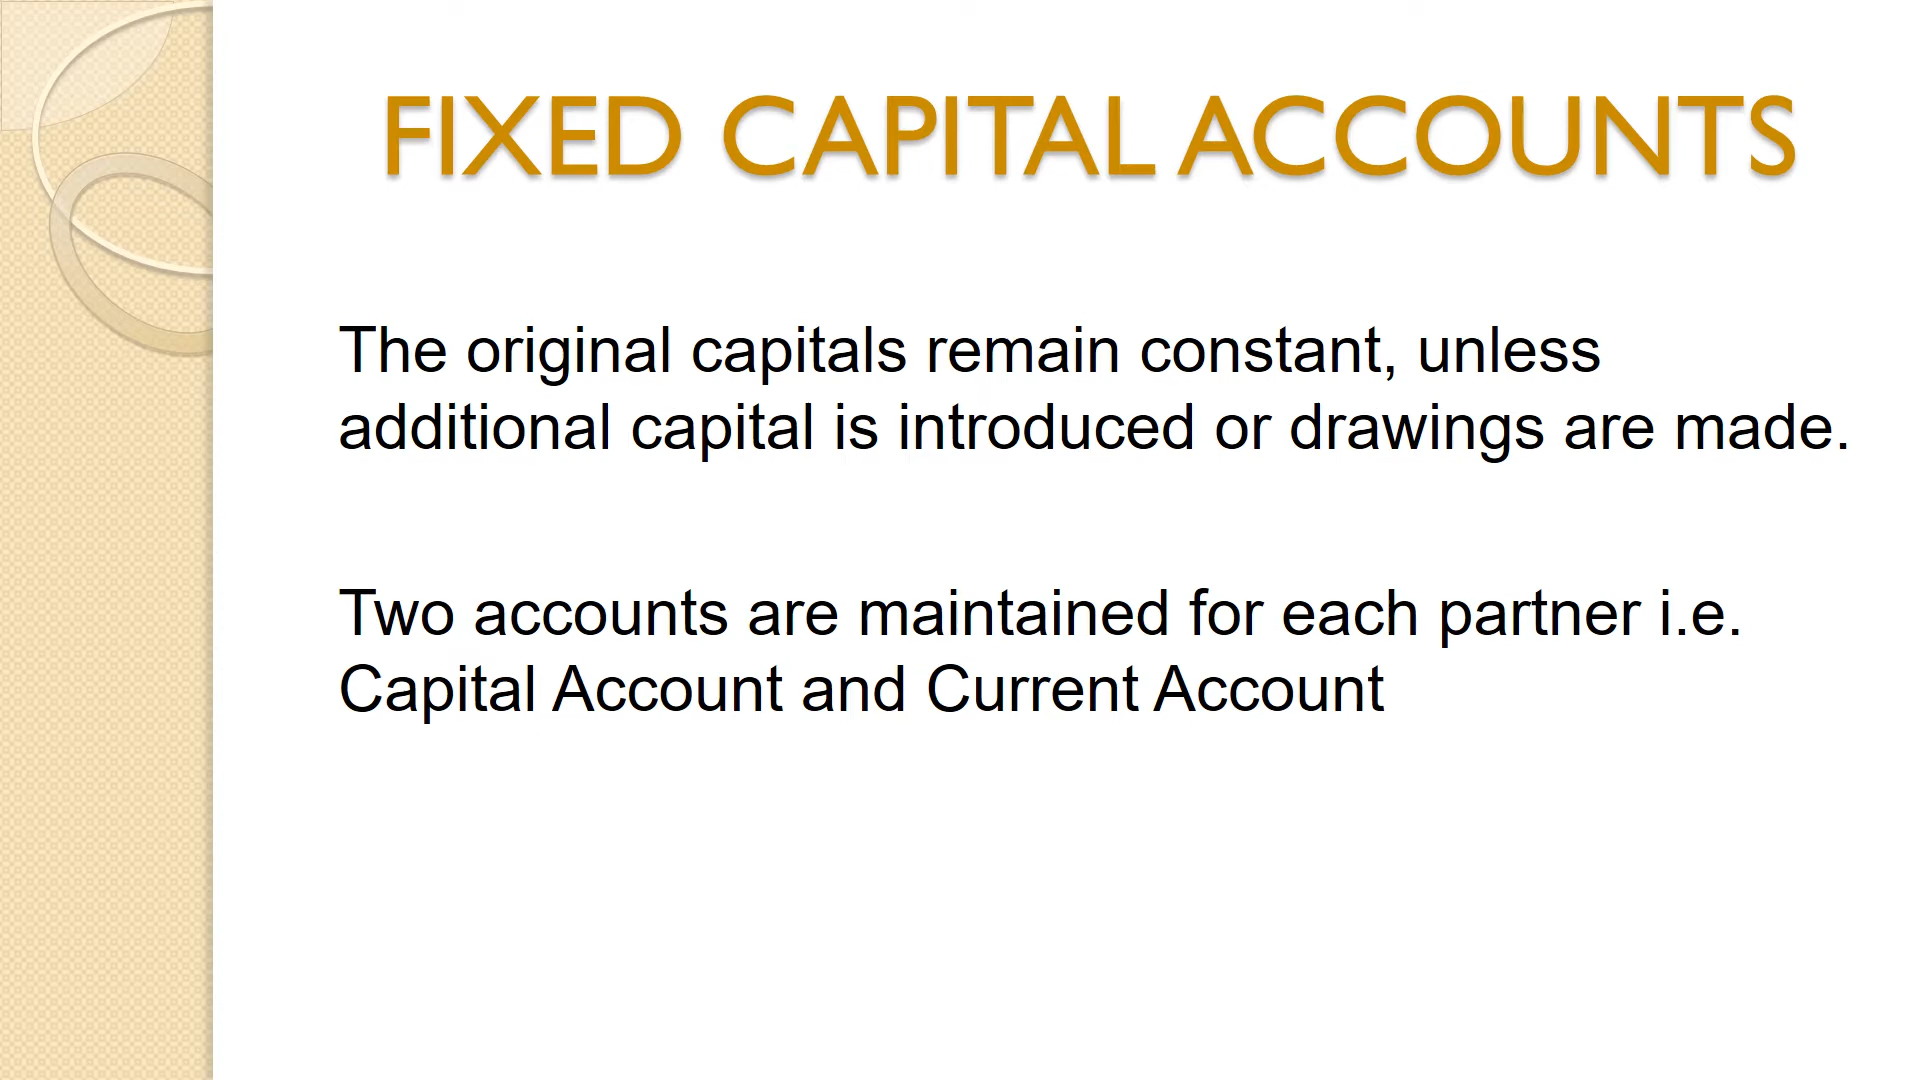 FIXED CAPITAL ACCOUNTS
The original capitals remain constant, unless
additional capital is introduced or drawings are made.
Two accounts are maintained for each partner i.e.
Capital Account and Current Account